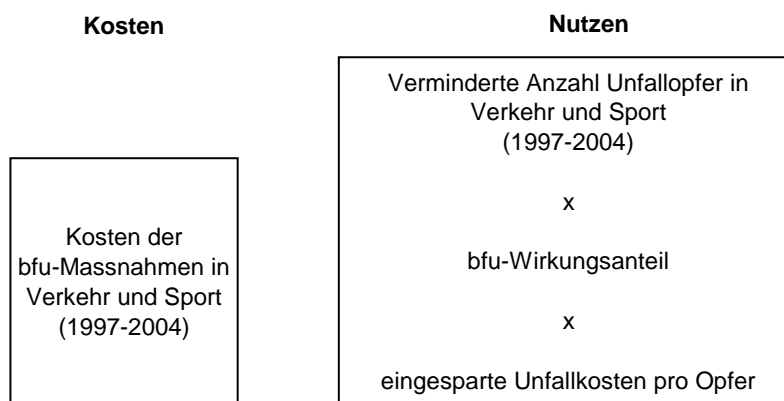 Kosten
Nutzen
Kosten der
bfu-Massnahmen in
Verkehr und Sport
(1997-2004)
Verminderte Anzahl Unfallopfer in
Verkehr und Sport
(1997-2004)
x
bfu-Wirkungsanteil
x
eingesparte Unfallkosten pro Opfer